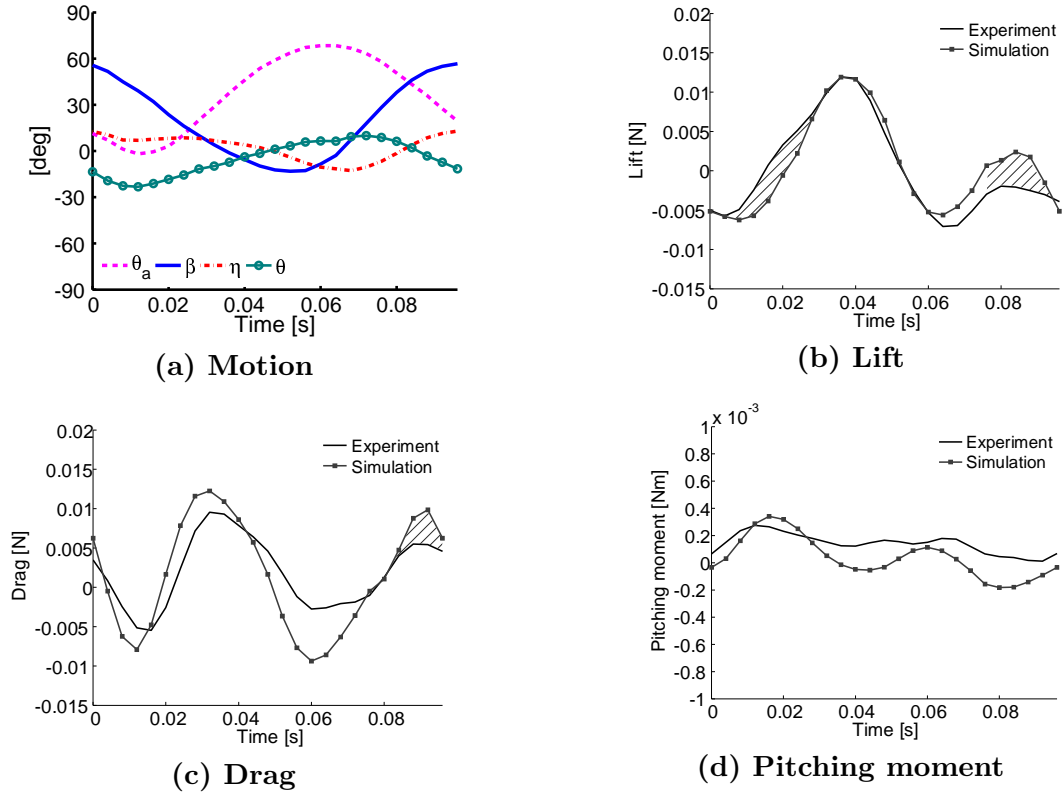 90
60
30
0
-30
-60
-90
[deg]
θa β η θ
0 0.02 0.04 0.06 0.08
Time [s]
(a) Motion
0.02
0.015
0.01
0.005
0
-0.005
-0.01
-0.015
Lift [N]
Experiment
Simulation
0 0.02 0.04 0.06 0.08
Time [s]
(b) Lift
0.02
0.015
0.01
0.005
0
-0.005
-0.01
-0.015
Drag [N]
Experiment
Simulation
0 0.02 0.04 0.06 0.08
Time [s]
(c) Drag
x 10-3
1
0.8
0.6
0.4
0.2
0
-0.2
-0.4
-0.6
-0.8
-1
Pitching moment [Nm]
Experiment
Simulation
0 0.02 0.04 0.06 0.08
Time [s]
(d) Pitching moment